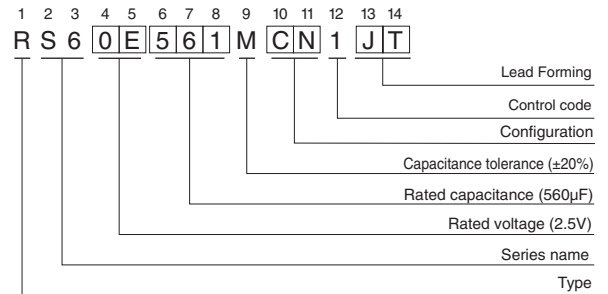 1 2 3 4 5 6 7 8 9 10 11 12 13 14
R S 6 0 E 5 6 1 M C N 1 J T
Lead Forming
Control code
Configuration
Capacitance tolerance (±20%)
Rated capacitance (560µF)
Rated voltage (2.5V)
Series name
Type